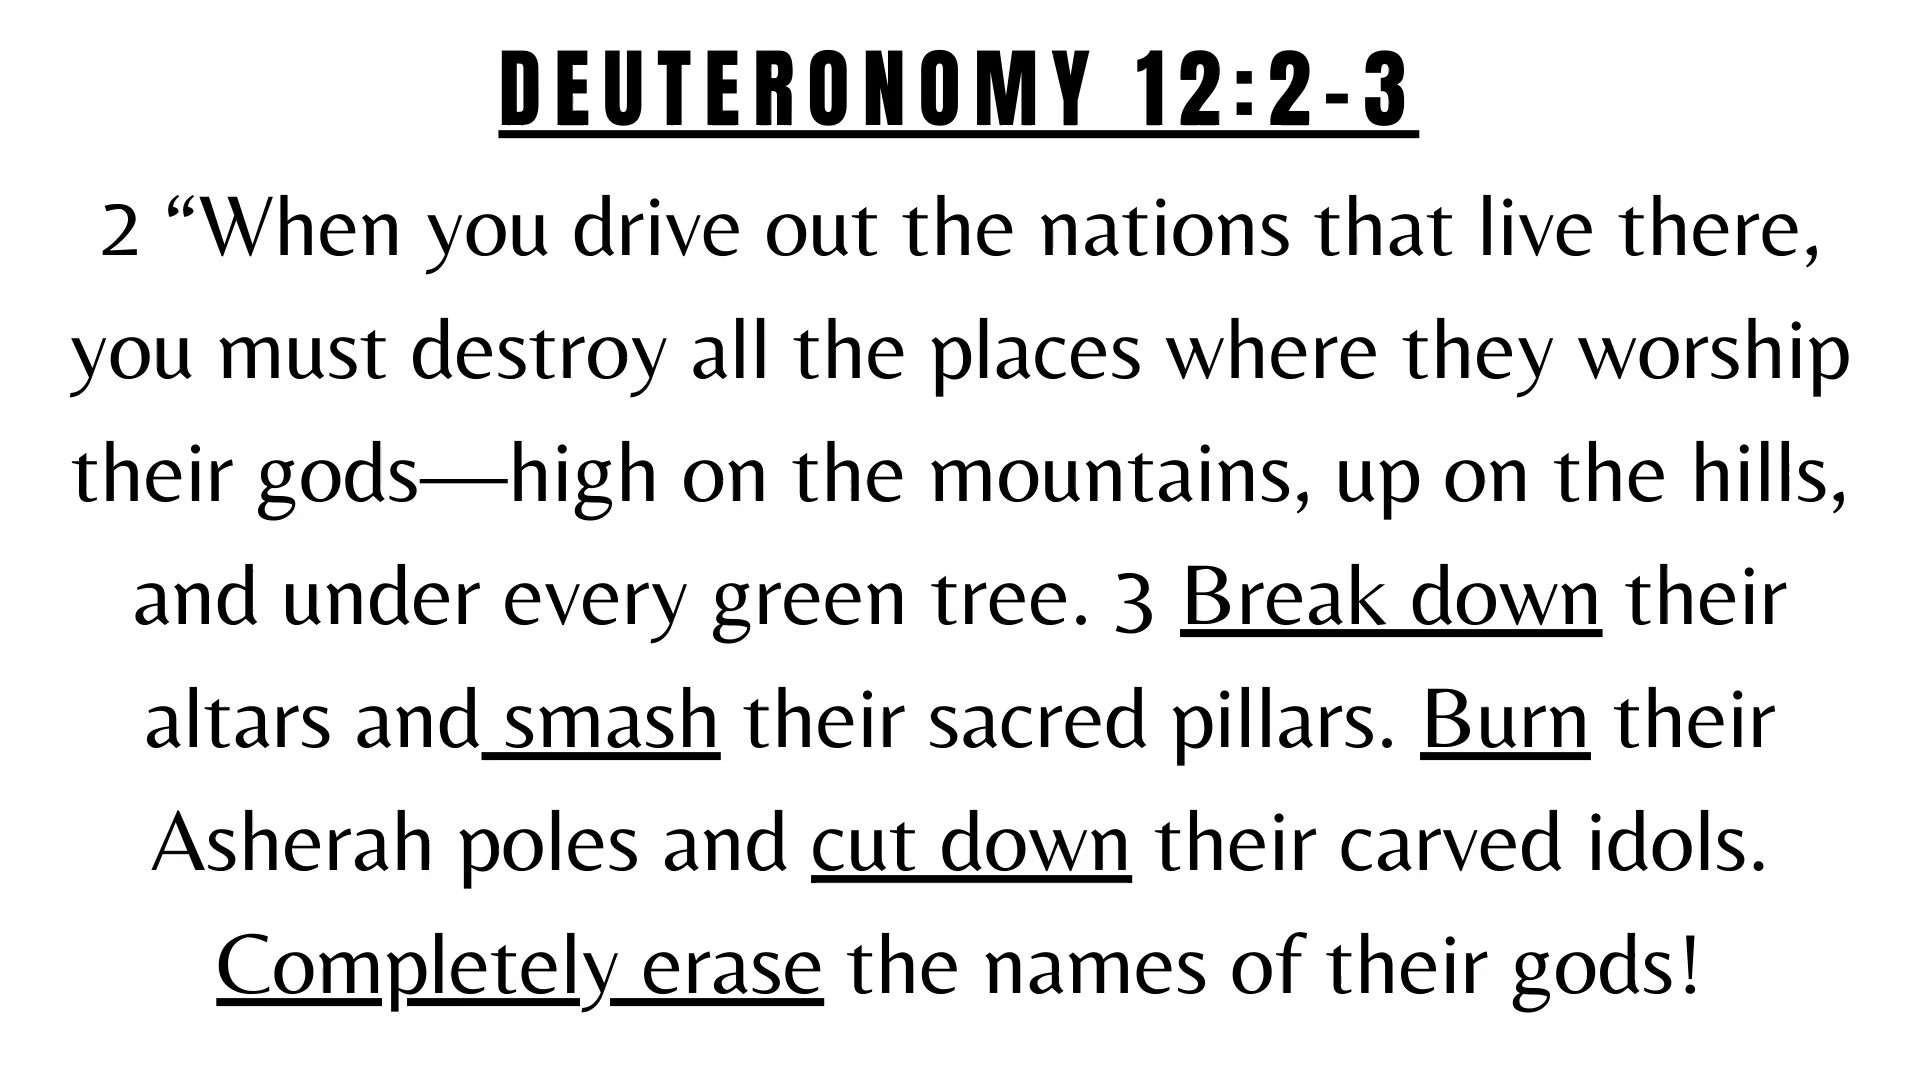 DEUTERONOMY 12:2-3
2 “When you drive out the nations that live there,
you must destroy all the places where they worship
their gods—high on the mountains, up on the hills,
and under every green tree. 3 Break down their
altars and smash their sacred pillars. Burn their
Asherah poles and cut down their carved idols.
Completely erase the names of their gods!